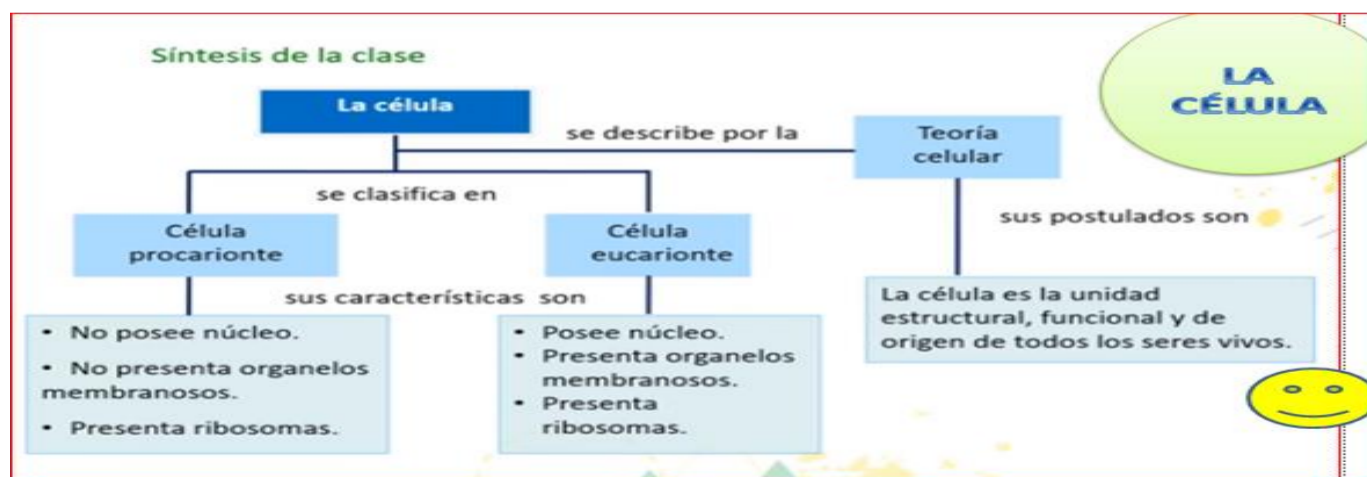 Síntesis de la clase
LA
CÉLULA
La célula
se describe por la
Teoría
celular
se clasifica en
sus postulados son
Célula
procarionte
Célula
eucarionte
sus características son
La célula es la unidad
estructural, funcional y de
origen de todos los seres vivos.
• No posee núcleo.
• No presenta organelos
membranosos.
• Presenta ribosomas.
• Posee núcleo.
• Presenta organelos
membranosos.
• Presenta
ribosomas.